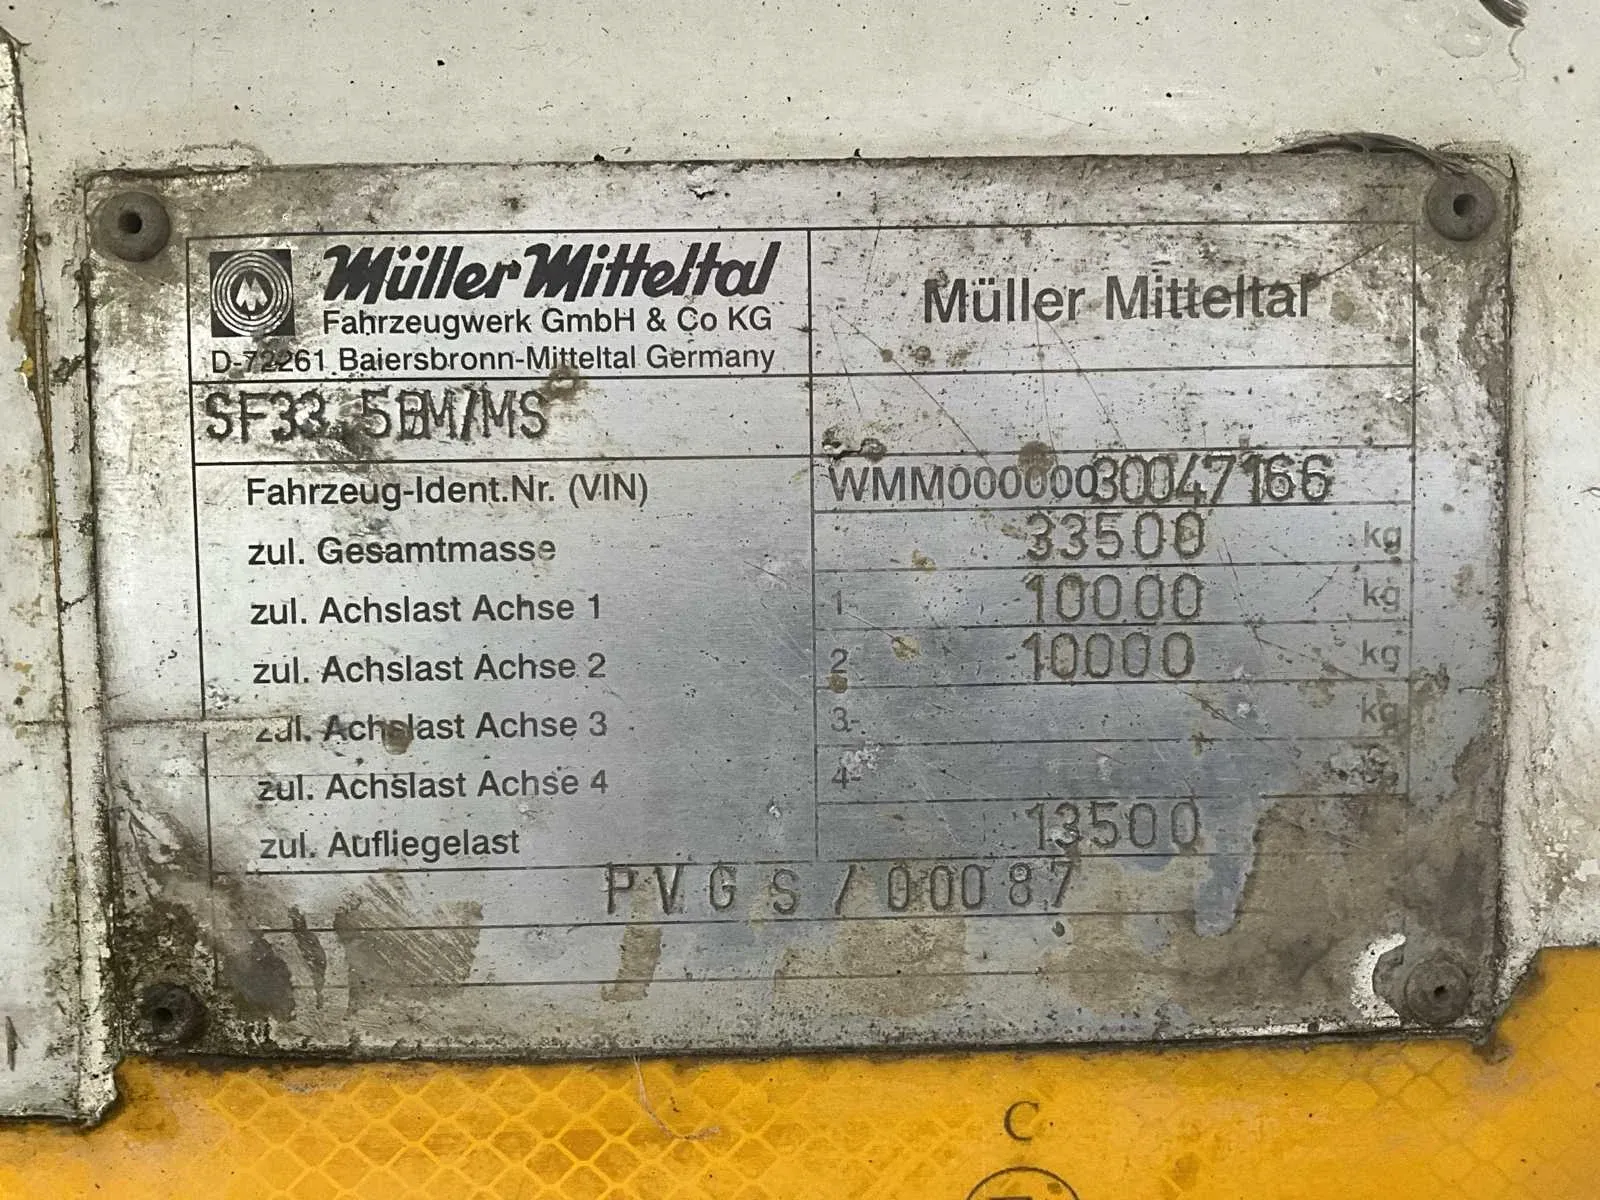 Müller Mitteltal
Fahrzeugwerk GmbH & Co KG
D-72261 Baiersbronn-Mitteltal Germany
Müller Mitteltal
SF33,5BM/MS
Fahrzeug-Ident.Nr. (VIN) WMM00000030047166
zul. Gesamtmasse 33500 kg
zul. Achslast Achse 1 1- 10000 kg
zul. Achslast Achse 2 2- 10000 kg
zul. Achslast Achse 3 3- kg
zul. Achslast Achse 4 4-
zul. Aufliegelast 13500
PVGS/00087
C